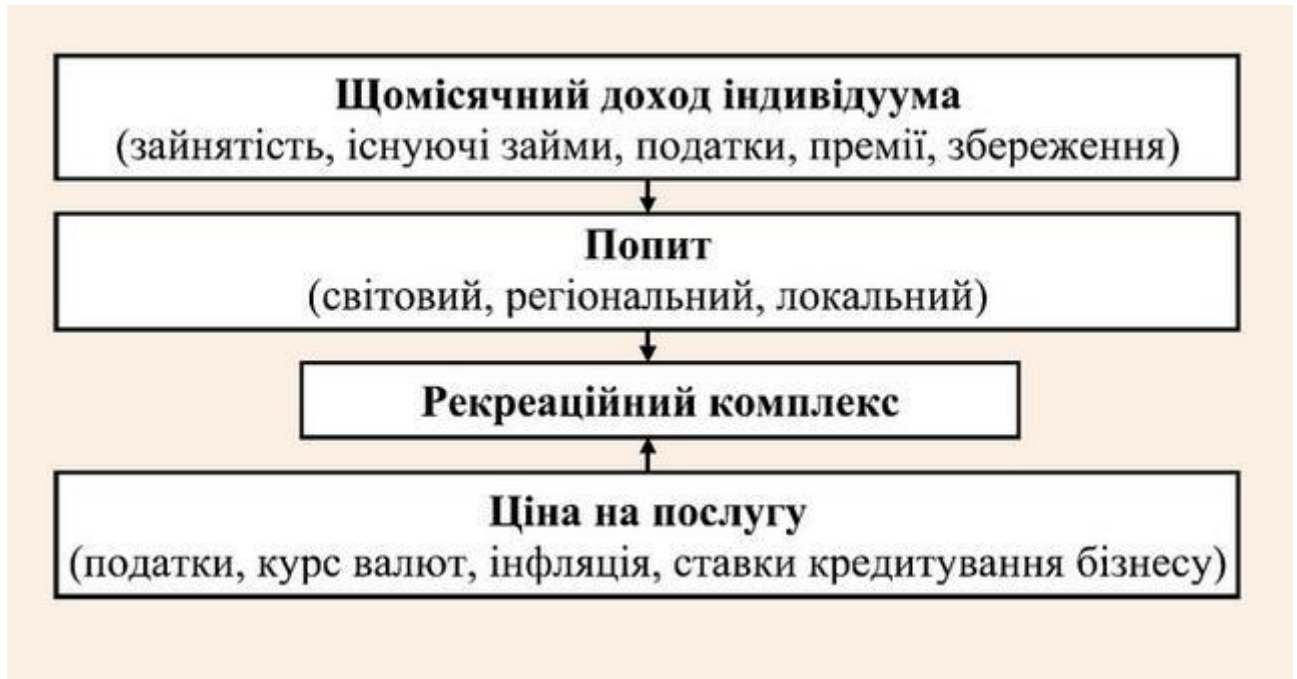 Щомісячний доход індивідуума
(зайнятість, існуючі займи, податки, премії, збереження)
Попит
(світовий, регіональний, локальний)
Рекреаційний комплекс
Ціна на послугу
(податки, курс валют, інфляція, ставки кредитування бізнесу)